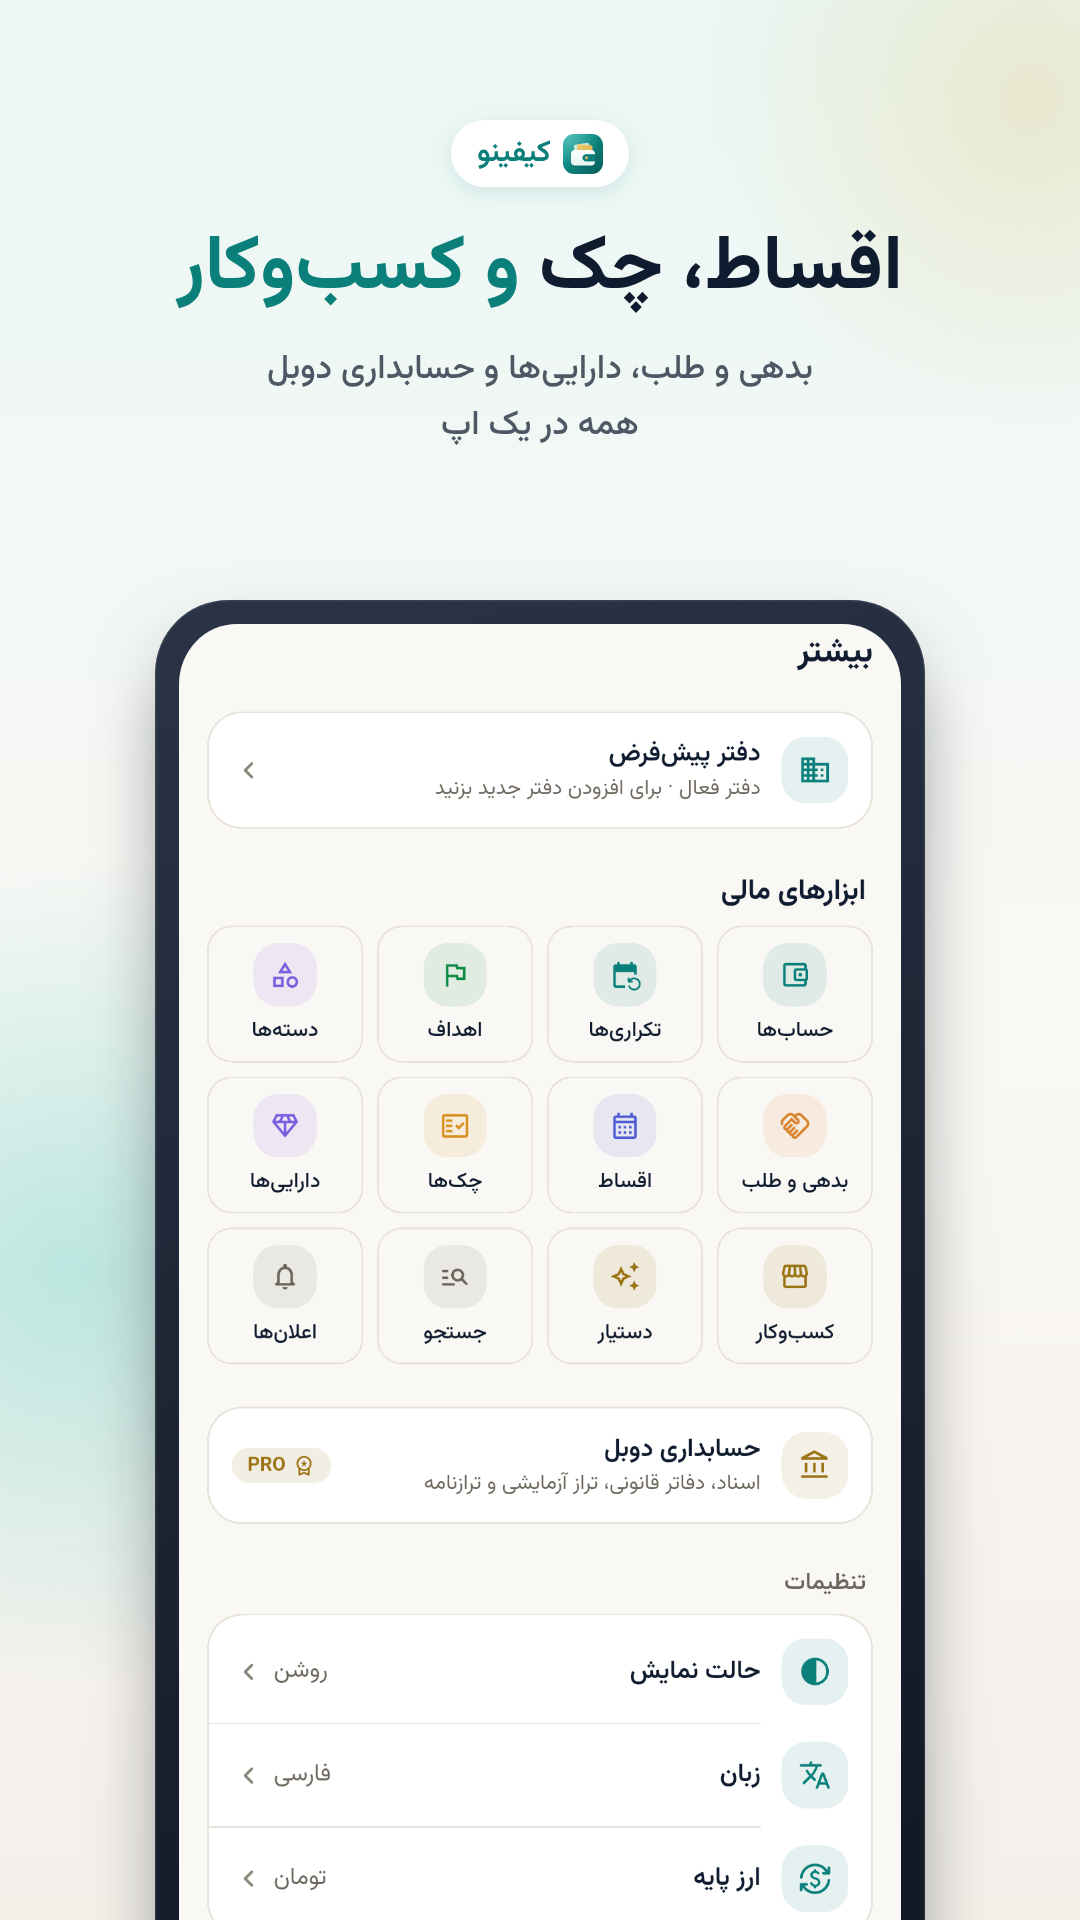 کیفینو
اقساط، چک و کسب‌وکار
بدهی و طلب، دارایی‌ها و حسابداری دوبل
همه در یک اپ
بیشتر
دفتر پیش‌فرض
دفتر فعال · برای افزودن دفتر جدید بزنید
ابزارهای مالی
حساب‌ها
تکراری‌ها
اهداف
دسته‌ها
بدهی و طلب
اقساط
چک‌ها
دارایی‌ها
کسب‌وکار
دستیار
جستجو
اعلان‌ها
حسابداری دوبل
PRO
اسناد، دفاتر قانونی، تراز آزمایشی و ترازنامه
تنظیمات
حالت نمایش
روشن
زبان
فارسی
ارز پایه
تومان